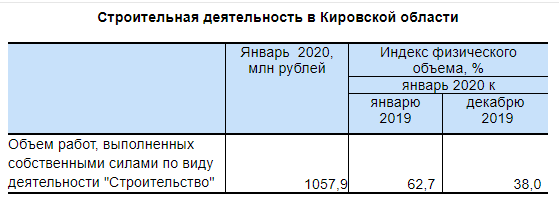 Строительная деятельность в Кировской области
Январь 2020,
млн рублей
Индекс физического
объема, %
январь 2020 к
январю
2019
декабрю
2019
Объем работ, выполненных
собственными силами по виду
деятельности "Строительство"
1057,9
62,7
38,0